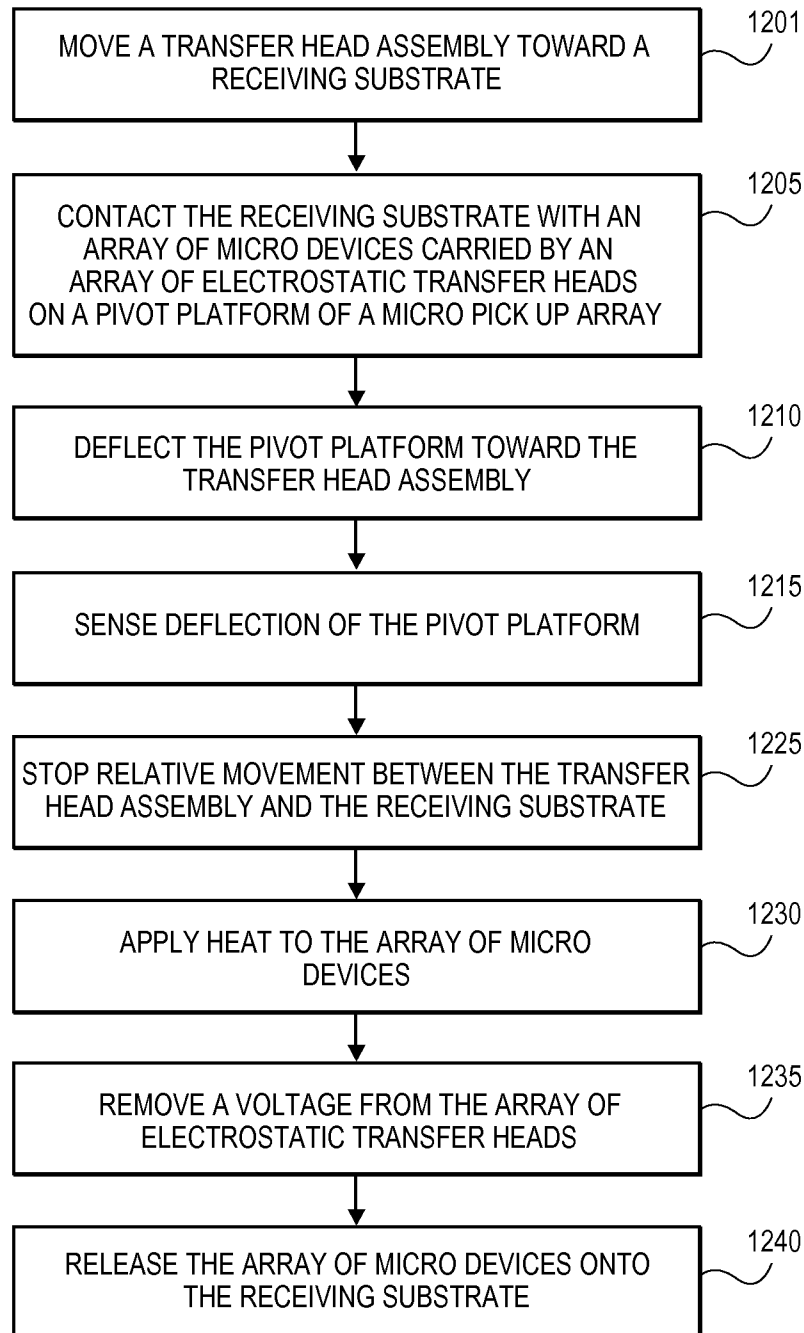 1201
MOVE A TRANSFER HEAD ASSEMBLY TOWARD A
RECEIVING SUBSTRATE
1205
CONTACT THE RECEIVING SUBSTRATE WITH AN
ARRAY OF MICRO DEVICES CARRIED BY AN
ARRAY OF ELECTROSTATIC TRANSFER HEADS
ON A PIVOT PLATFORM OF A MICRO PICK UP ARRAY
1210
DEFLECT THE PIVOT PLATFORM TOWARD THE
TRANSFER HEAD ASSEMBLY
1215
SENSE DEFLECTION OF THE PIVOT PLATFORM
1225
STOP RELATIVE MOVEMENT BETWEEN THE TRANSFER
HEAD ASSEMBLY AND THE RECEIVING SUBSTRATE
1230
APPLY HEAT TO THE ARRAY OF MICRO
DEVICES
1235
REMOVE A VOLTAGE FROM THE ARRAY OF
ELECTROSTATIC TRANSFER HEADS
1240
RELEASE THE ARRAY OF MICRO DEVICES ONTO
THE RECEIVING SUBSTRATE